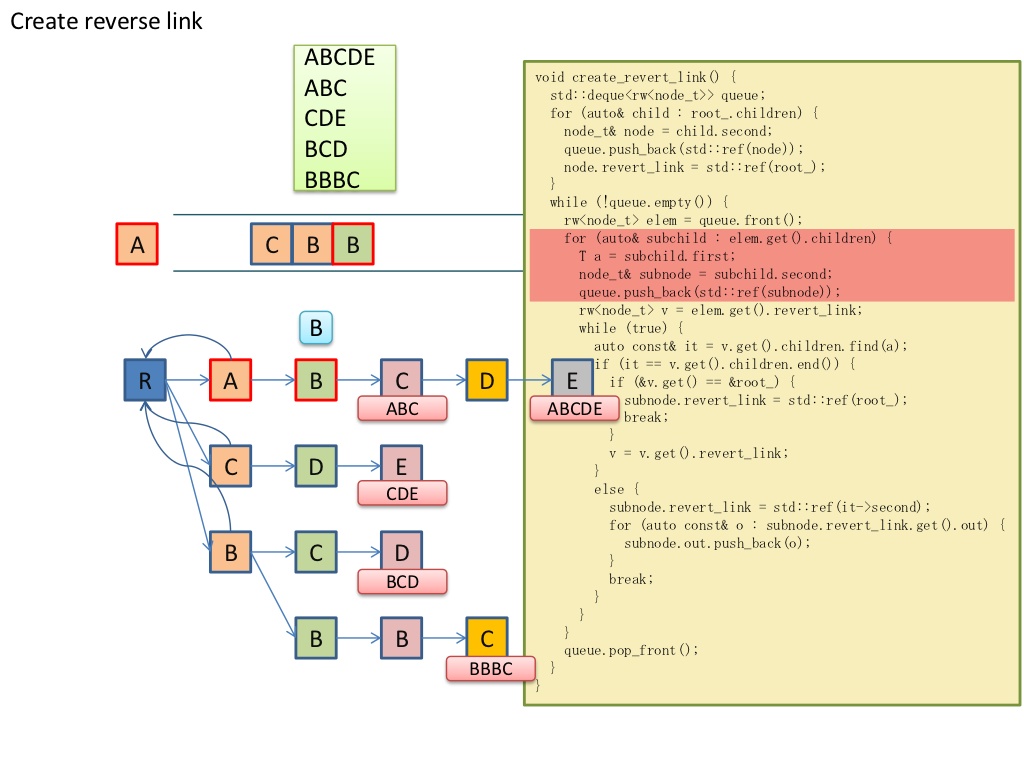 Create reverse link
ABCDE
ABC
CDE
BCD
BBBC
A
C B B
B
R A B C D E
ABC
ABCDE
C D E
CDE
B C D
BCD
B B C
BBBC
void create_revert_link() {
std::deque<rw<node_t>> queue;
for (auto& child : root_.children) {
node_t& node = child.second;
queue.push_back(std::ref(node));
node.revert_link = std::ref(root_);
}
while (!queue.empty()) {
rw<node_t> elem = queue.front();
for (auto& subchild : elem.get().children) {
T a = subchild.first;
node_t& subnode = subchild.second;
queue.push_back(std::ref(subnode));
rw<node_t> v = elem.get().revert_link;
while (true) {
auto const& it = v.get().children.find(a);
if (it == v.get().children.end()) {
if (&v.get() == &root_) {
subnode.revert_link = std::ref(root_);
break;
}
v = v.get().revert_link;
}
else {
subnode.revert_link = std::ref(it->second);
for (auto const& o : subnode.revert_link.get().out) {
subnode.out.push_back(o);
}
break;
}
}
}
queue.pop_front();
}
}